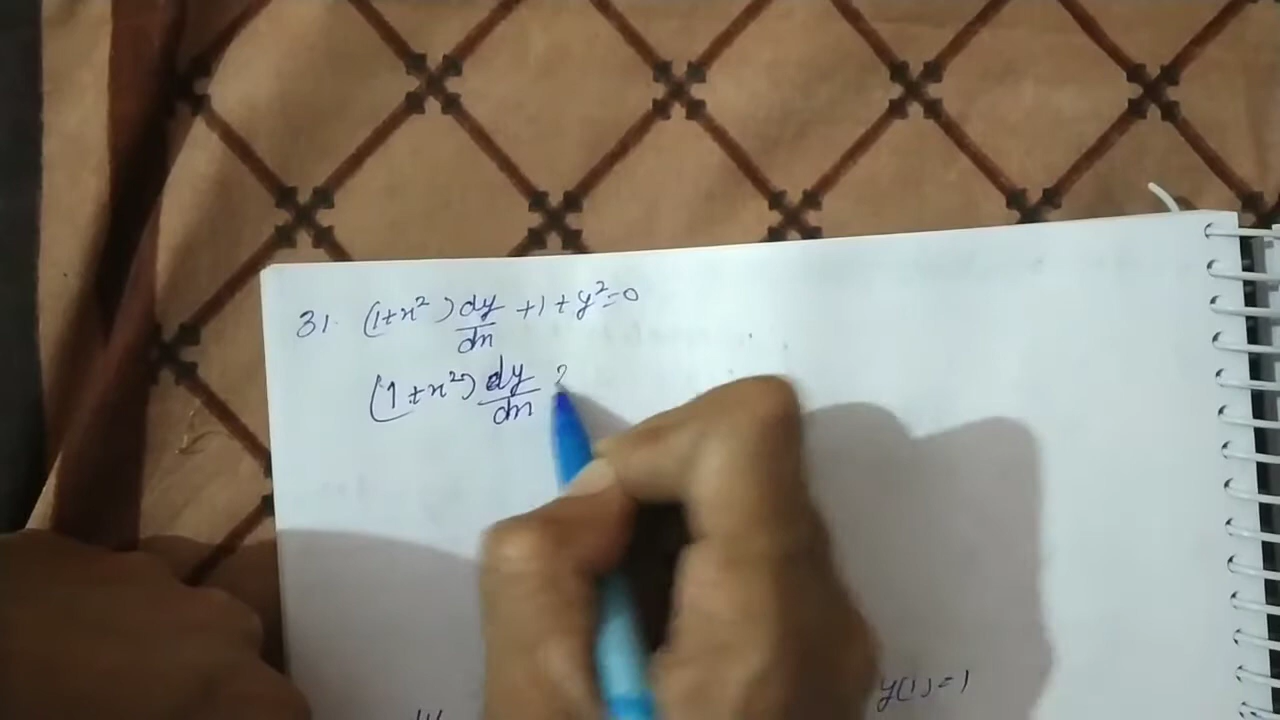 31. (1+x²) dy/dx +1+y²=0
(1+x²) dy/dx
y(1)=1